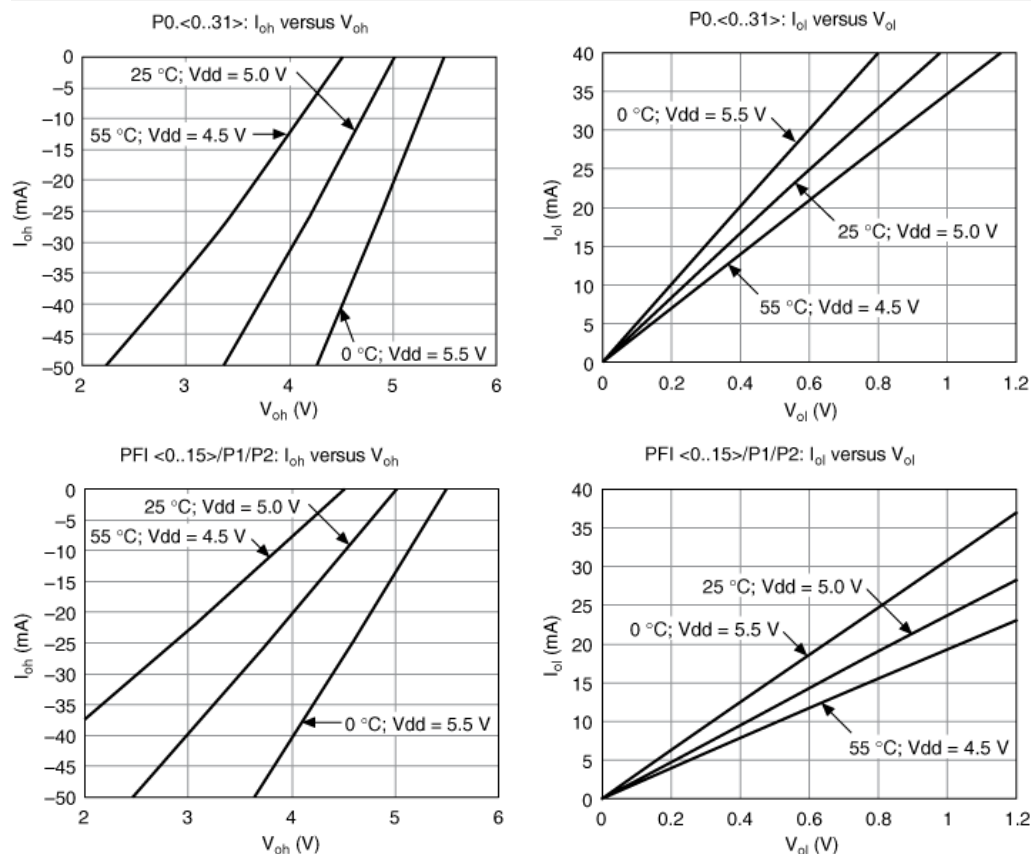 P0.<0..31>: Ioh versus Voh
0
–5
–10
–15
–20
–25
–30
–35
–40
–45
–50
Ioh (mA)
25 °C; Vdd = 5.0 V
55 °C; Vdd = 4.5 V
0 °C; Vdd = 5.5 V
2 3 4 5 6
Voh (V)
P0.<0..31>: Iol versus Vol
40
35
30
25
20
15
10
5
0
Iol (mA)
0 °C; Vdd = 5.5 V
25 °C; Vdd = 5.0 V
55 °C; Vdd = 4.5 V
0 0.2 0.4 0.6 0.8 1 1.2
Vol (V)
PFI <0..15>/P1/P2: Ioh versus Voh
0
–5
–10
–15
–20
–25
–30
–35
–40
–45
–50
Ioh (mA)
25 °C; Vdd = 5.0 V
55 °C; Vdd = 4.5 V
0 °C; Vdd = 5.5 V
2 3 4 5 6
Voh (V)
PFI <0..15>/P1/P2: Iol versus Vol
40
35
30
25
20
15
10
5
0
Iol (mA)
25 °C; Vdd = 5.0 V
0 °C; Vdd = 5.5 V
55 °C; Vdd = 4.5 V
0 0.2 0.4 0.6 0.8 1 1.2
Vol (V)